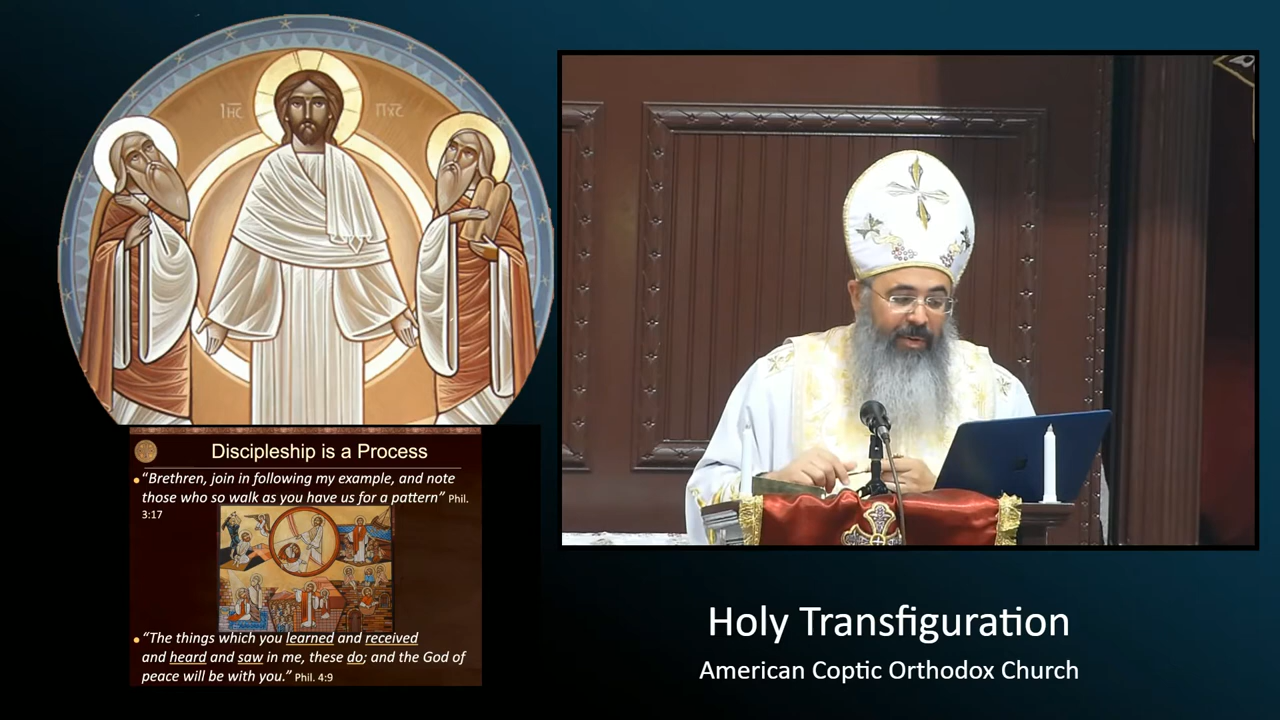 IHC
ΠΧC
Discipleship is a Process
“Brethren, join in following my example, and note
those who so walk as you have us for a pattern” Phil.
3:17
“The things which you learned and received
and heard and saw in me, these do; and the God of
peace will be with you.” Phil. 4:9
Holy Transfiguration
American Coptic Orthodox Church